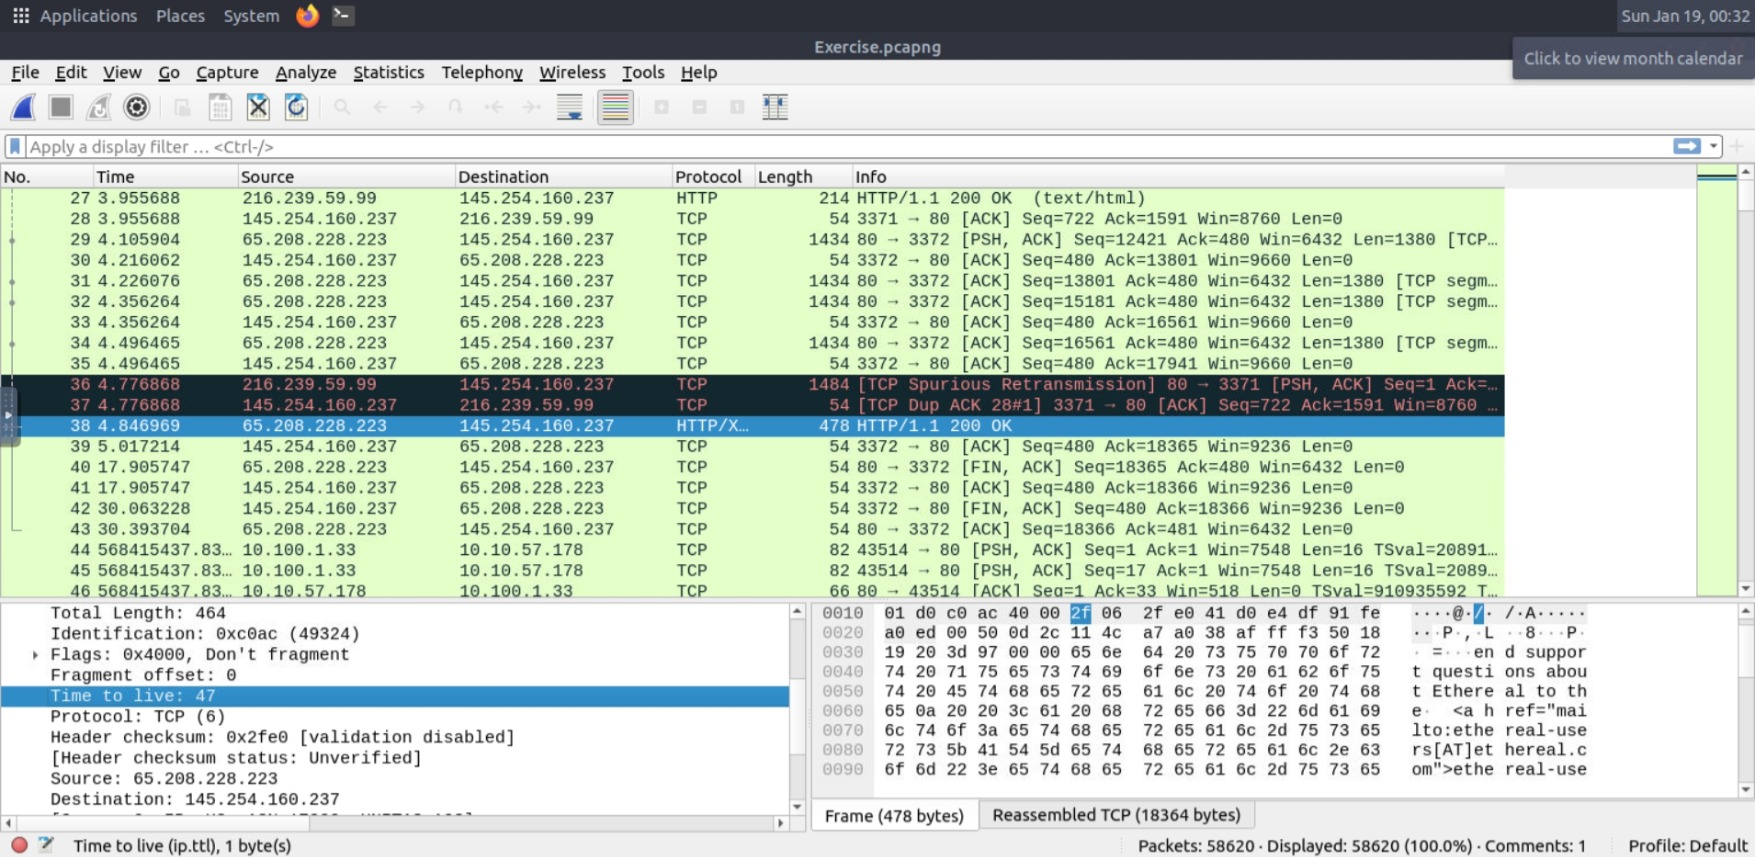 Applications Places System Sun Jan 19, 00:32
Exercise.pcapng
Click to view month calendar
File Edit View Go Capture Analyze Statistics Telephony Wireless Tools Help
Apply a display filter … <Ctrl-/>
No. Time Source Destination Protocol Length Info
27 3.955688 216.239.59.99 145.254.160.237 HTTP 214 HTTP/1.1 200 OK (text/html)
28 3.955688 145.254.160.237 216.239.59.99 TCP 54 3371 → 80 [ACK] Seq=722 Ack=1591 Win=8760 Len=0
29 4.105904 65.208.228.223 145.254.160.237 TCP 1434 80 → 3372 [PSH, ACK] Seq=12421 Ack=480 Win=6432 Len=1380 [TCP…
30 4.216062 145.254.160.237 65.208.228.223 TCP 54 3372 → 80 [ACK] Seq=480 Ack=13801 Win=9660 Len=0
31 4.226076 65.208.228.223 145.254.160.237 TCP 1434 80 → 3372 [ACK] Seq=13801 Ack=480 Win=6432 Len=1380 [TCP segm…
32 4.356264 65.208.228.223 145.254.160.237 TCP 1434 80 → 3372 [ACK] Seq=15181 Ack=480 Win=6432 Len=1380 [TCP segm…
33 4.356264 145.254.160.237 65.208.228.223 TCP 54 3372 → 80 [ACK] Seq=480 Ack=16561 Win=9660 Len=0
34 4.496465 65.208.228.223 145.254.160.237 TCP 1434 80 → 3372 [ACK] Seq=16561 Ack=480 Win=6432 Len=1380 [TCP segm…
35 4.496465 145.254.160.237 65.208.228.223 TCP 54 3372 → 80 [ACK] Seq=480 Ack=17941 Win=9660 Len=0
36 4.776868 216.239.59.99 145.254.160.237 TCP 1484 [TCP Spurious Retransmission] 80 → 3371 [PSH, ACK] Seq=1 Ack=…
37 4.776868 145.254.160.237 216.239.59.99 TCP 54 [TCP Dup ACK 28#1] 3371 → 80 [ACK] Seq=722 Ack=1591 Win=8760 …
38 4.846969 65.208.228.223 145.254.160.237 HTTP/X… 478 HTTP/1.1 200 OK
39 5.017214 145.254.160.237 65.208.228.223 TCP 54 3372 → 80 [ACK] Seq=480 Ack=18365 Win=9236 Len=0
40 17.905747 65.208.228.223 145.254.160.237 TCP 54 80 → 3372 [FIN, ACK] Seq=18365 Ack=480 Win=6432 Len=0
41 17.905747 145.254.160.237 65.208.228.223 TCP 54 3372 → 80 [ACK] Seq=480 Ack=18366 Win=9236 Len=0
42 30.063228 145.254.160.237 65.208.228.223 TCP 54 3372 → 80 [FIN, ACK] Seq=480 Ack=18366 Win=9236 Len=0
43 30.393704 65.208.228.223 145.254.160.237 TCP 54 80 → 3372 [ACK] Seq=18366 Ack=481 Win=6432 Len=0
44 568415437.83… 10.100.1.33 10.10.57.178 TCP 82 43514 → 80 [PSH, ACK] Seq=1 Ack=1 Win=7548 Len=16 TSval=20891…
45 568415437.83… 10.100.1.33 10.10.57.178 TCP 82 43514 → 80 [PSH, ACK] Seq=17 Ack=1 Win=7548 Len=16 TSval=2089…
46 568415437.83… 10.10.57.178 10.100.1.33 TCP 66 80 → 43514 [ACK] Seq=1 Ack=33 Win=518 Len=0 TSval=910935592 T…
Total Length: 464
Identification: 0xc0ac (49324)
Flags: 0x4000, Don't fragment
Fragment offset: 0
Time to live: 47
Protocol: TCP (6)
Header checksum: 0x2fe0 [validation disabled]
[Header checksum status: Unverified]
Source: 65.208.228.223
Destination: 145.254.160.237
0010 01 d0 c0 ac 40 00 2f 06 2f e0 41 d0 e4 df 91 fe ····@·/· /·A·····
0020 a0 ed 00 50 0d 2c 11 4c a7 a0 38 af ff f3 50 18 ···P·,·L ··8···P·
0030 19 20 3d 97 00 00 65 6e 64 20 73 75 70 70 6f 72 · =···en d suppor
0040 74 20 71 75 65 73 74 69 6f 6e 73 20 61 62 6f 75 t questi ons abou
0050 74 20 45 74 68 65 72 65 61 6c 20 74 6f 20 74 68 t Ethere al to th
0060 65 0a 20 20 3c 61 20 68 72 65 66 3d 22 6d 61 69 e· <a h ref="mai
0070 6c 74 6f 3a 65 74 68 65 72 65 61 6c 2d 75 73 65 lto:ethe real-use
0080 72 73 5b 41 54 5d 65 74 68 65 72 65 61 6c 2e 63 rs[AT]et hereal.c
0090 6f 6d 22 3e 65 74 68 65 72 65 61 6c 2d 75 73 65 om">ethe real-use
Frame (478 bytes) Reassembled TCP (18364 bytes)
Time to live (ip.ttl), 1 byte(s) Packets: 58620 · Displayed: 58620 (100.0%) · Comments: 1 Profile: Default